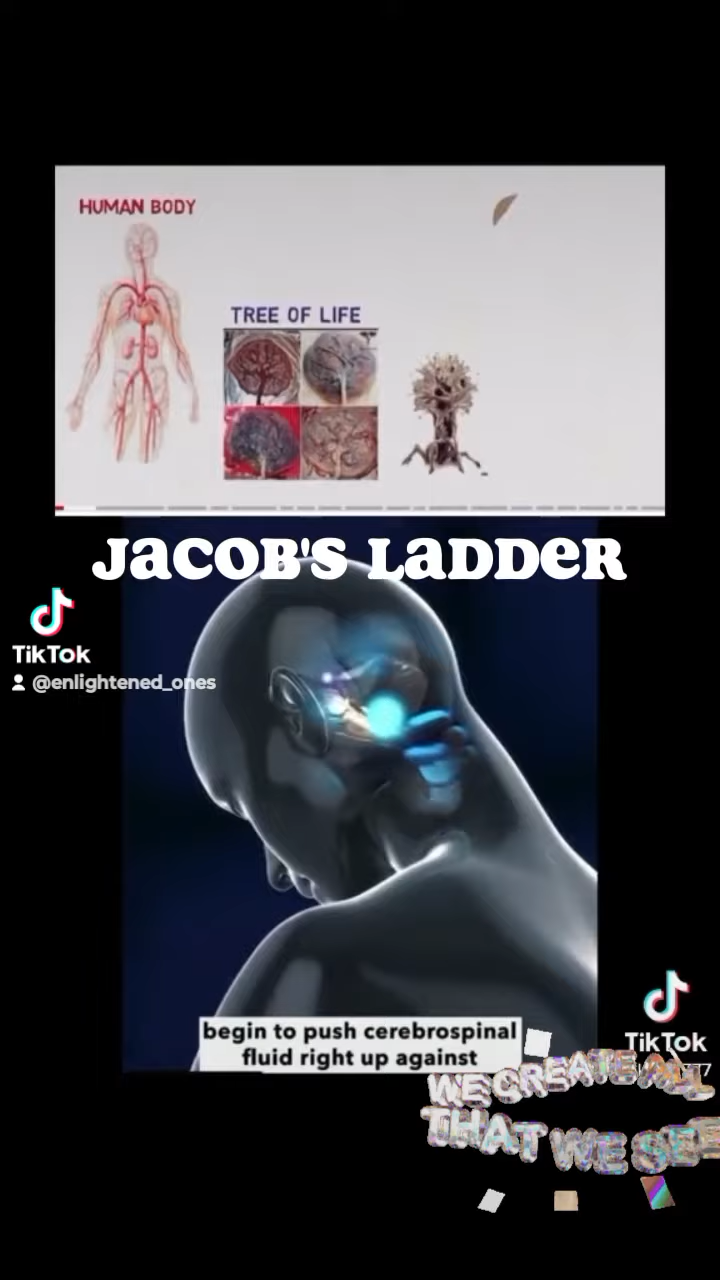 HUMAN BODY
TREE OF LIFE
JACOB'S LADDER
TikTok
@enlightened_ones
begin to push cerebrospinal
fluid right up against
TikTok
WE CREATE ALL
THAT WE SEE